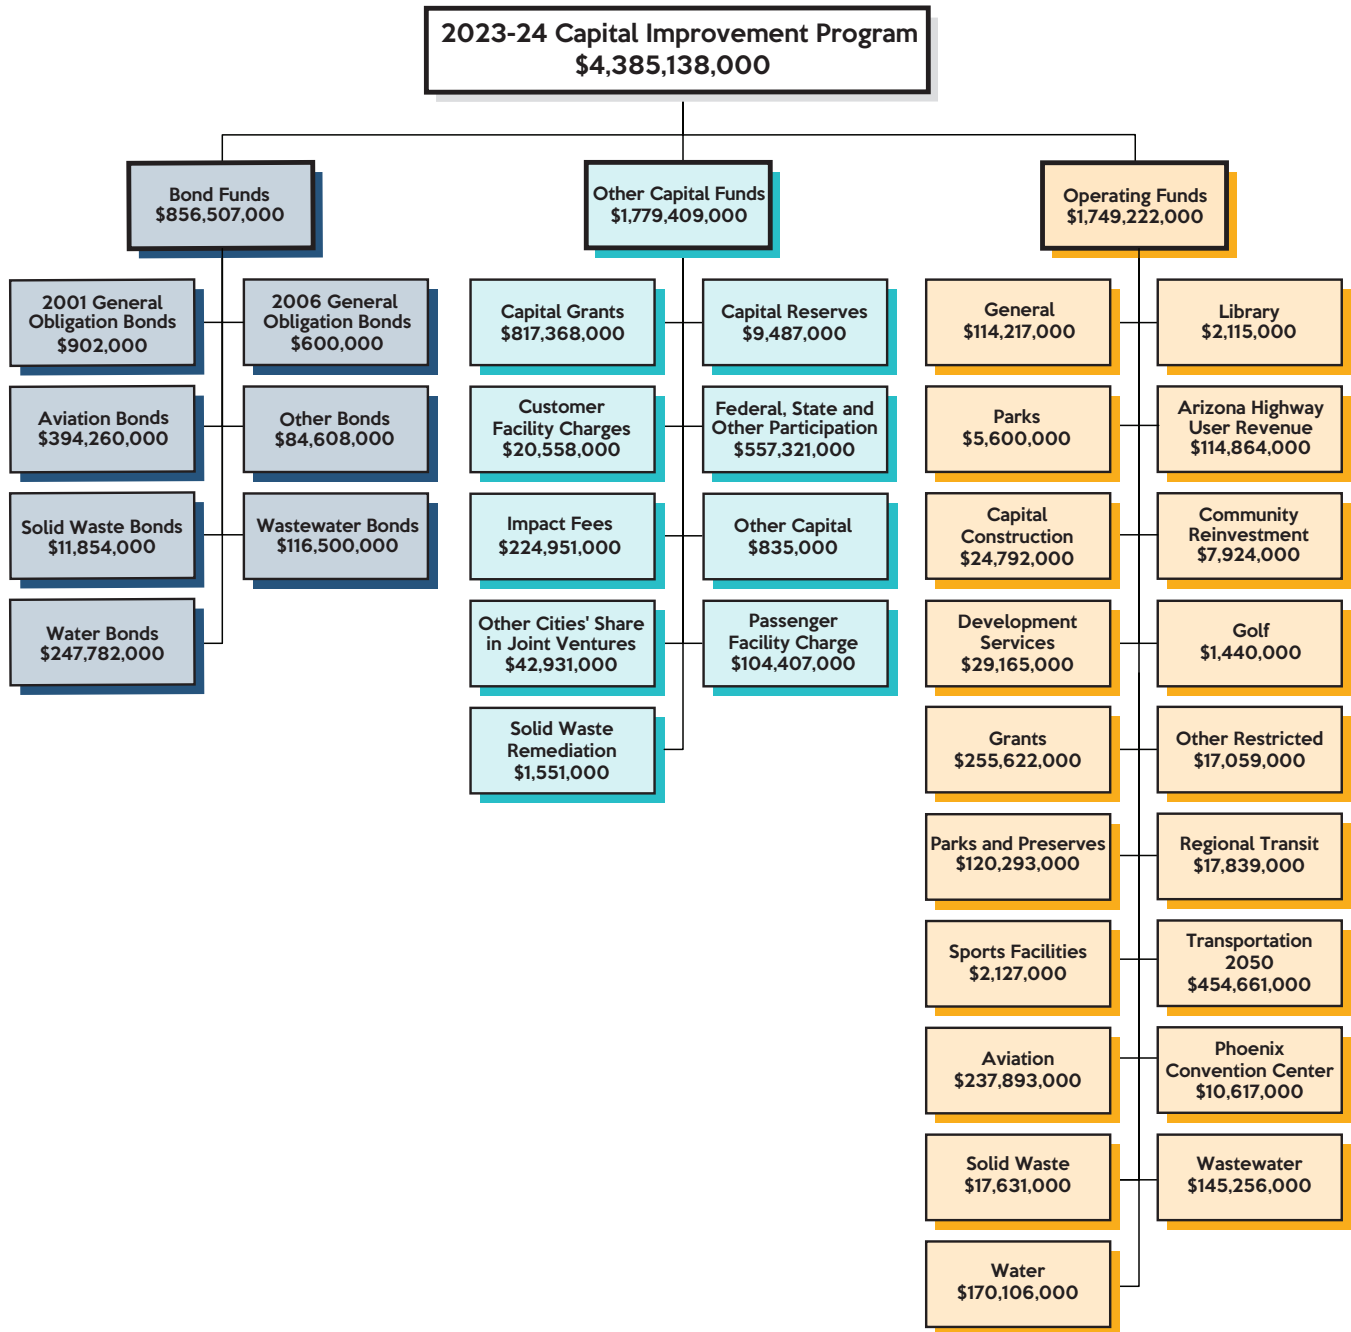 2023-24 Capital Improvement Program
$4,385,138,000
Bond Funds
$856,507,000
Other Capital Funds
$1,779,409,000
Operating Funds
$1,749,222,000
2001 General
Obligation Bonds
$902,000
2006 General
Obligation Bonds
$600,000
Aviation Bonds
$394,260,000
Other Bonds
$84,608,000
Solid Waste Bonds
$11,854,000
Wastewater Bonds
$116,500,000
Water Bonds
$247,782,000
Capital Grants
$817,368,000
Capital Reserves
$9,487,000
Customer
Facility Charges
$20,558,000
Federal, State and
Other Participation
$557,321,000
Impact Fees
$224,951,000
Other Capital
$835,000
Other Cities' Share
in Joint Ventures
$42,931,000
Passenger
Facility Charge
$104,407,000
Solid Waste
Remediation
$1,551,000
General
$114,217,000
Library
$2,115,000
Parks
$5,600,000
Arizona Highway
User Revenue
$114,864,000
Capital
Construction
$24,792,000
Community
Reinvestment
$7,924,000
Development
Services
$29,165,000
Golf
$1,440,000
Grants
$255,622,000
Other Restricted
$17,059,000
Parks and Preserves
$120,293,000
Regional Transit
$17,839,000
Sports Facilities
$2,127,000
Transportation
2050
$454,661,000
Aviation
$237,893,000
Phoenix
Convention Center
$10,617,000
Solid Waste
$17,631,000
Wastewater
$145,256,000
Water
$170,106,000